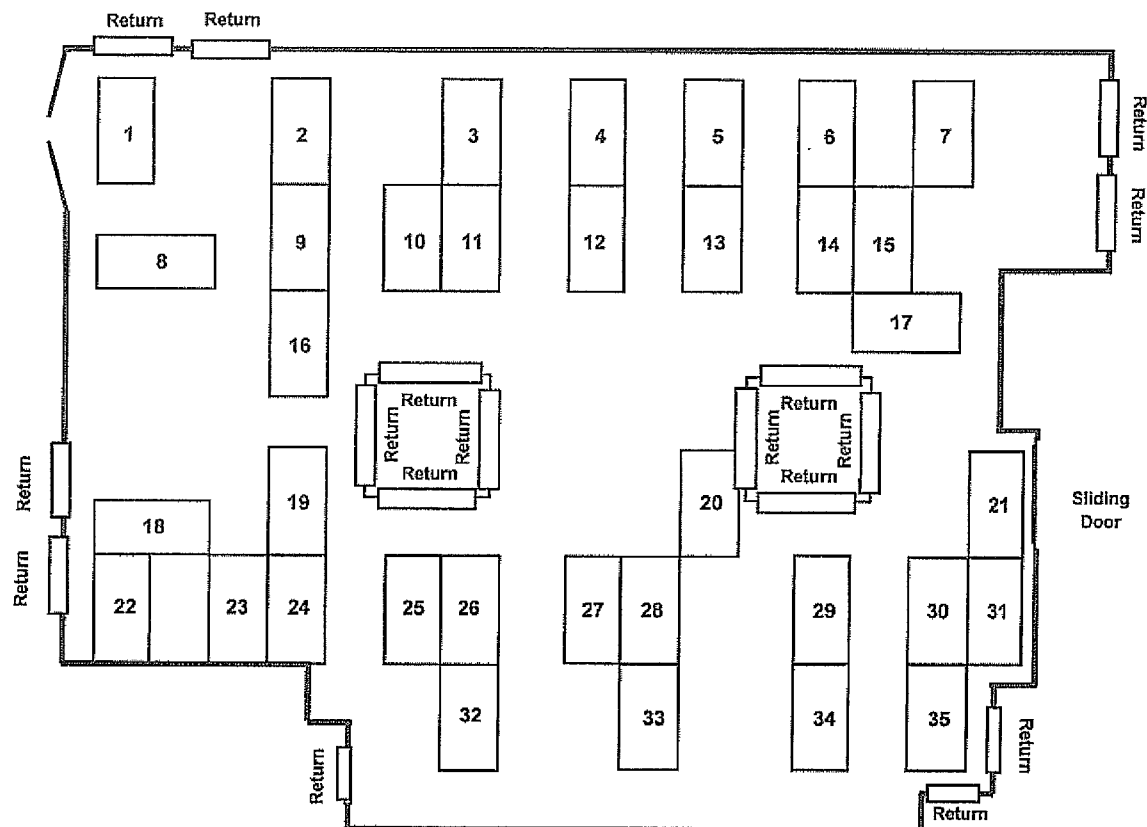 Return Return
1 2 3 4 5 6 7
Return
Return
8 9 10 11 12 13 14 15
16
17
Return
Return
Return
Return
Return
Return
Return
Return
Return
Return
18 19 20 21
Sliding
Door
22 23 24 25 26 27 28 29 30 31
32 33 34 35
Return
Return
Return